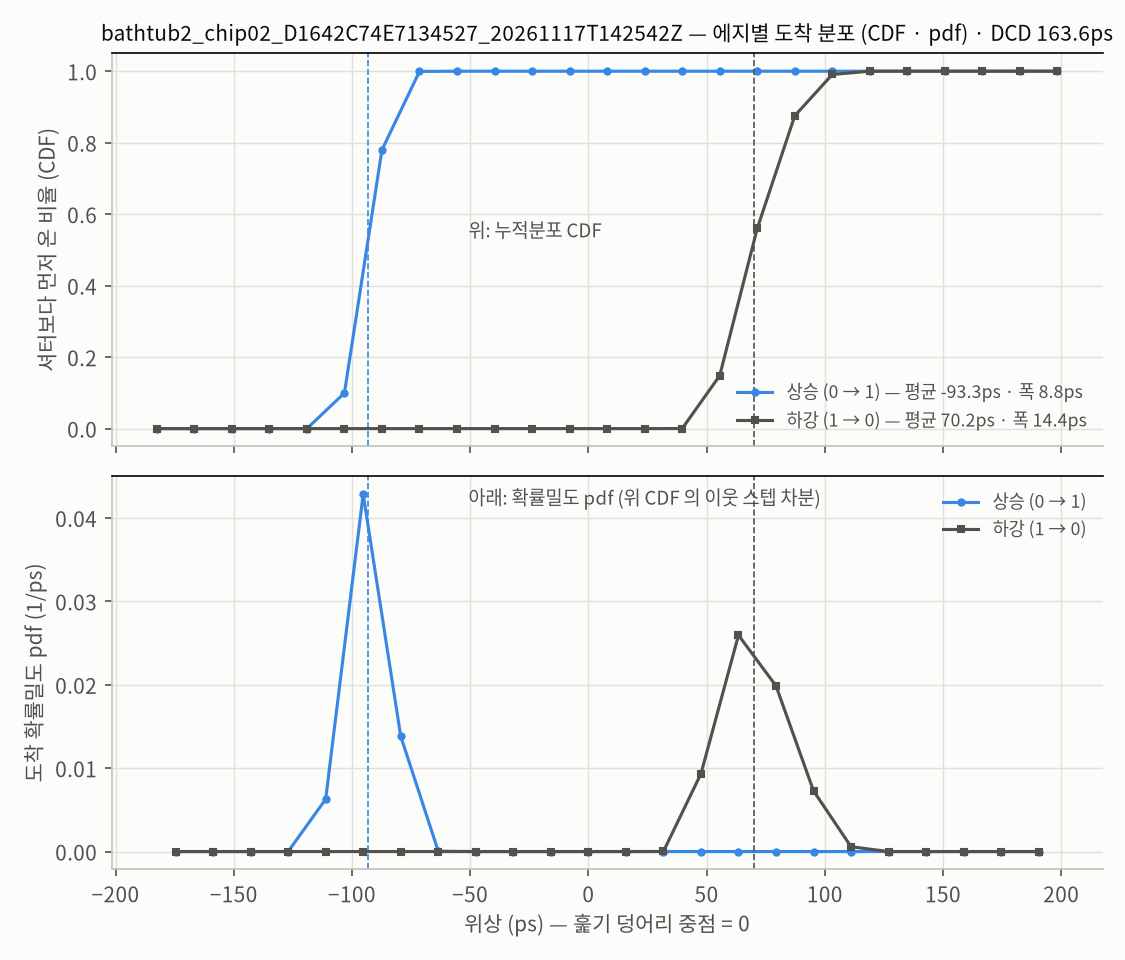 bathtub2_chip02_D1642C74E7134527_20261117T142542Z — 에지별 도착 분포 (CDF · pdf) · DCD 163.6ps
셔터보다 먼저 온 비율 (CDF)
1.0
0.8
0.6
0.4
0.2
0.0
위: 누적분포 CDF
상승 (0 → 1) — 평균 -93.3ps · 폭 8.8ps
하강 (1 → 0) — 평균 70.2ps · 폭 14.4ps
도착 확률밀도 pdf (1/ps)
0.04
0.03
0.02
0.01
0.00
아래: 확률밀도 pdf (위 CDF 의 이웃 스텝 차분)
상승 (0 → 1)
하강 (1 → 0)
−200 −150 −100 −50 0 50 100 150 200
위상 (ps) — 훑기 덩어리 중점 = 0